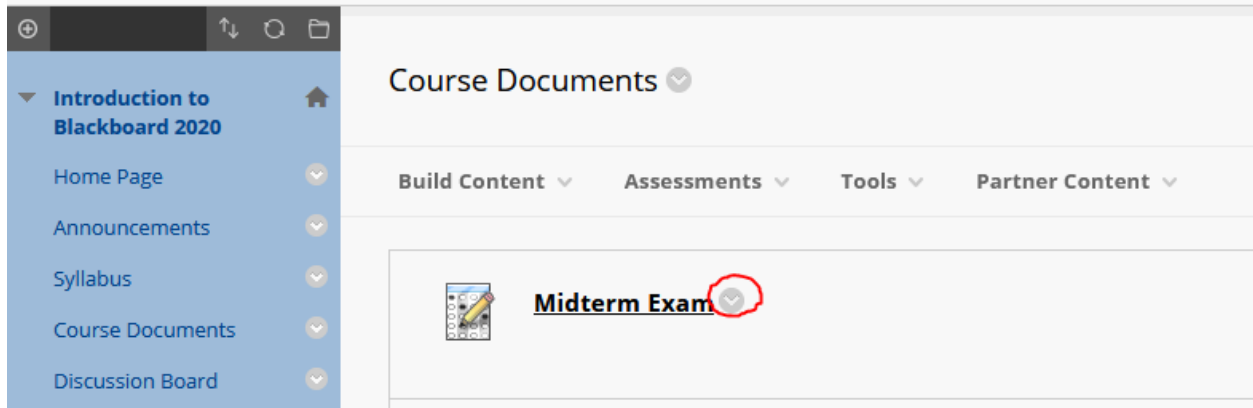 Introduction to
Blackboard 2020
Home Page
Announcements
Syllabus
Course Documents
Discussion Board
Course Documents
Build Content Assessments Tools Partner Content
Midterm Exam